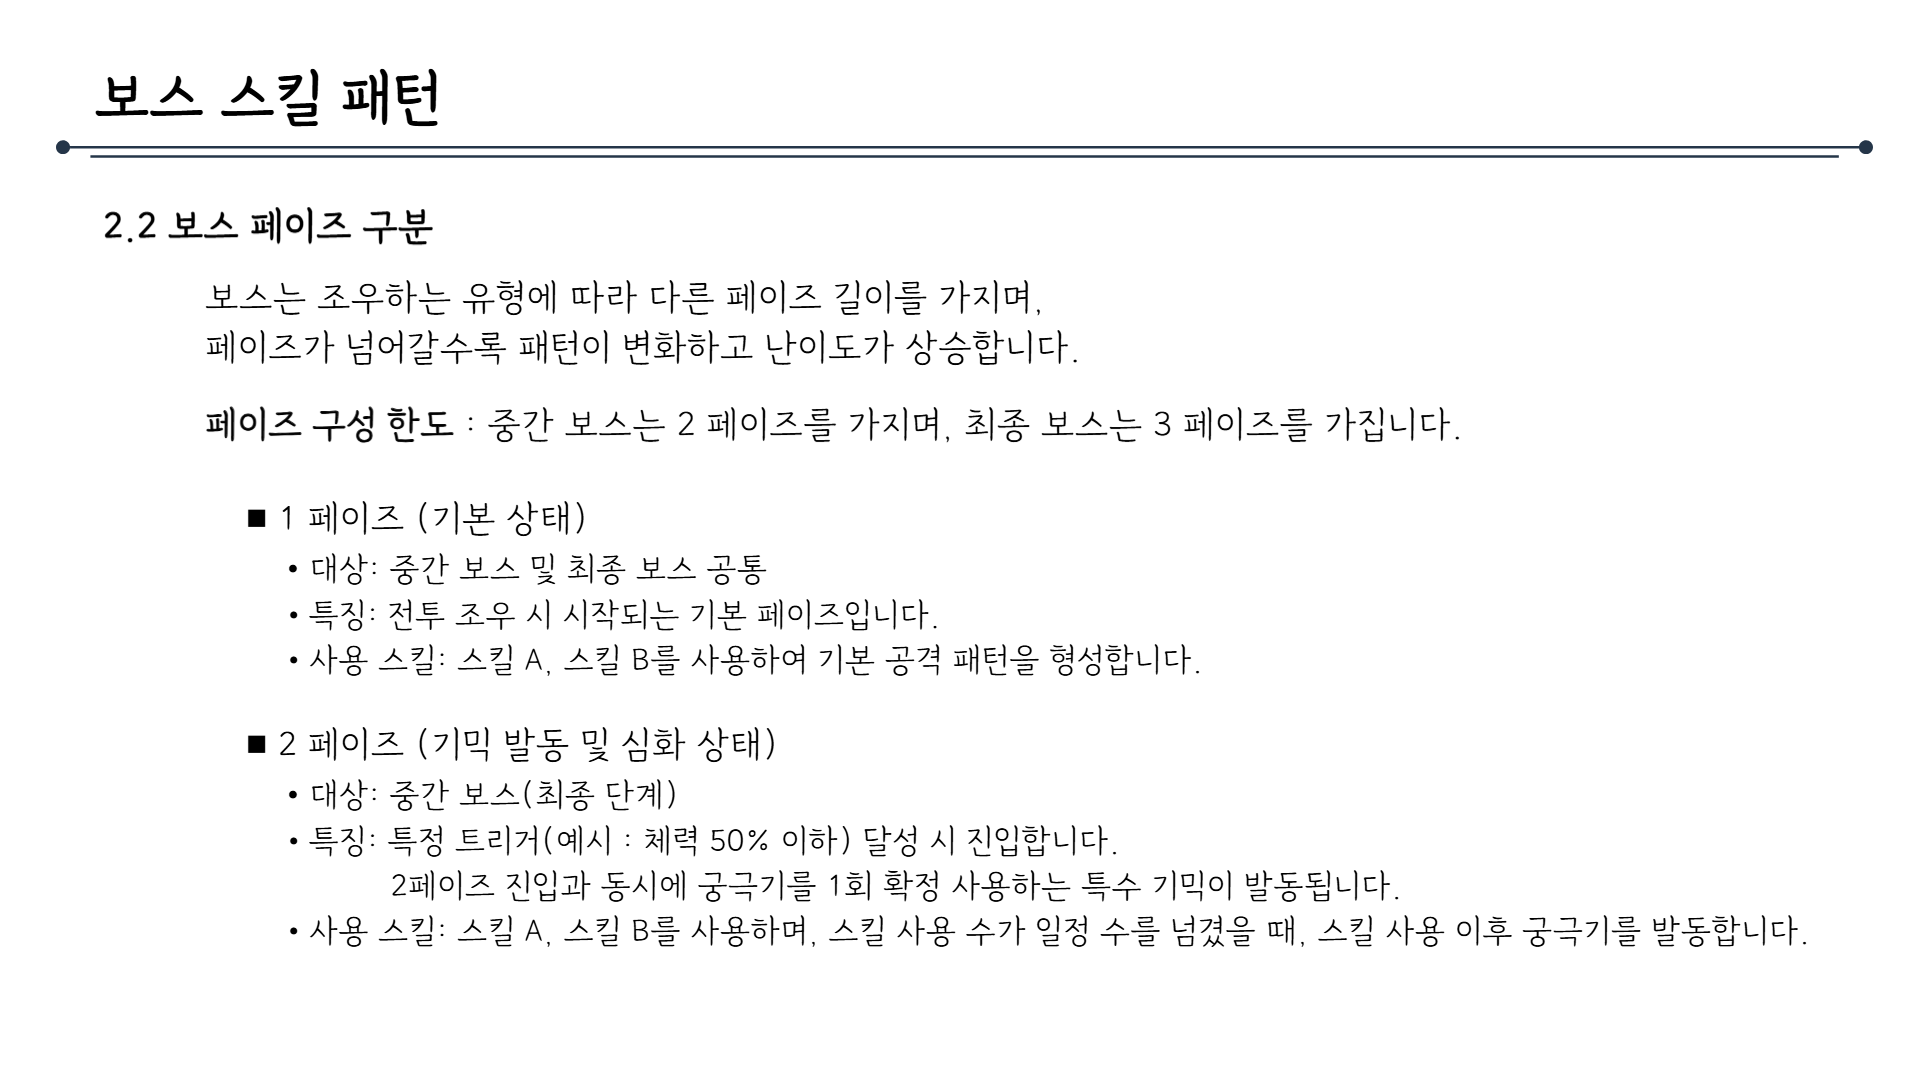 보스 스킬 패턴
2.2 보스 페이즈 구분
보스는 조우하는 유형에 따라 다른 페이즈 길이를 가지며,
페이즈가 넘어갈수록 패턴이 변화하고 난이도가 상승합니다.
페이즈 구성 한도 : 중간 보스는 2 페이즈를 가지며, 최종 보스는 3 페이즈를 가집니다.
■ 1 페이즈 (기본 상태)
• 대상: 중간 보스 및 최종 보스 공통
• 특징: 전투 조우 시 시작되는 기본 페이즈입니다.
• 사용 스킬: 스킬 A, 스킬 B를 사용하여 기본 공격 패턴을 형성합니다.
■ 2 페이즈 (기믹 발동 및 심화 상태)
• 대상: 중간 보스(최종 단계)
• 특징: 특정 트리거(예시 : 체력 50% 이하) 달성 시 진입합니다.
2페이즈 진입과 동시에 궁극기를 1회 확정 사용하는 특수 기믹이 발동됩니다.
• 사용 스킬: 스킬 A, 스킬 B를 사용하며, 스킬 사용 수가 일정 수를 넘겼을 때, 스킬 사용 이후 궁극기를 발동합니다.